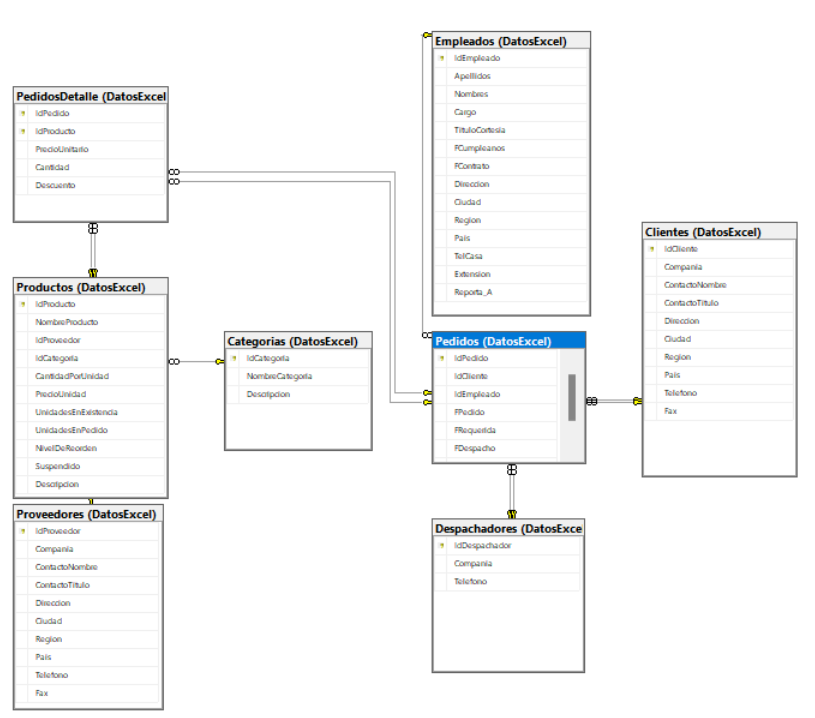 Empleados (DatosExcel)
IdEmpleado
Apellidos
Nombres
Cargo
TituloCortesia
FCumpleanos
FContrato
Direccion
Ciudad
Region
Pais
TelCasa
Extension
Reporta_A
PedidosDetalle (DatosExcel
IdPedido
IdProducto
PrecioUnitario
Cantidad
Descuento
Clientes (DatosExcel)
IdCliente
Compania
ContactoNombre
ContactoTitulo
Direccion
Ciudad
Region
Pais
Telefono
Fax
Productos (DatosExcel)
IdProducto
NombreProducto
IdProveedor
IdCategoria
CantidadPorUnidad
PrecioUnidad
UnidadesEnExistencia
UnidadesEnPedido
NivelDeReorden
Suspendido
Descripcion
Categorias (DatosExcel)
IdCategoria
NombreCategoria
Descripcion
Pedidos (DatosExcel)
IdPedido
IdCliente
IdEmpleado
FPedido
FRequerida
FDespacho
Proveedores (DatosExcel)
IdProveedor
Compania
ContactoNombre
ContactoTitulo
Direccion
Ciudad
Region
Pais
Telefono
Fax
Despachadores (DatosExce
IdDespachador
Compania
Telefono